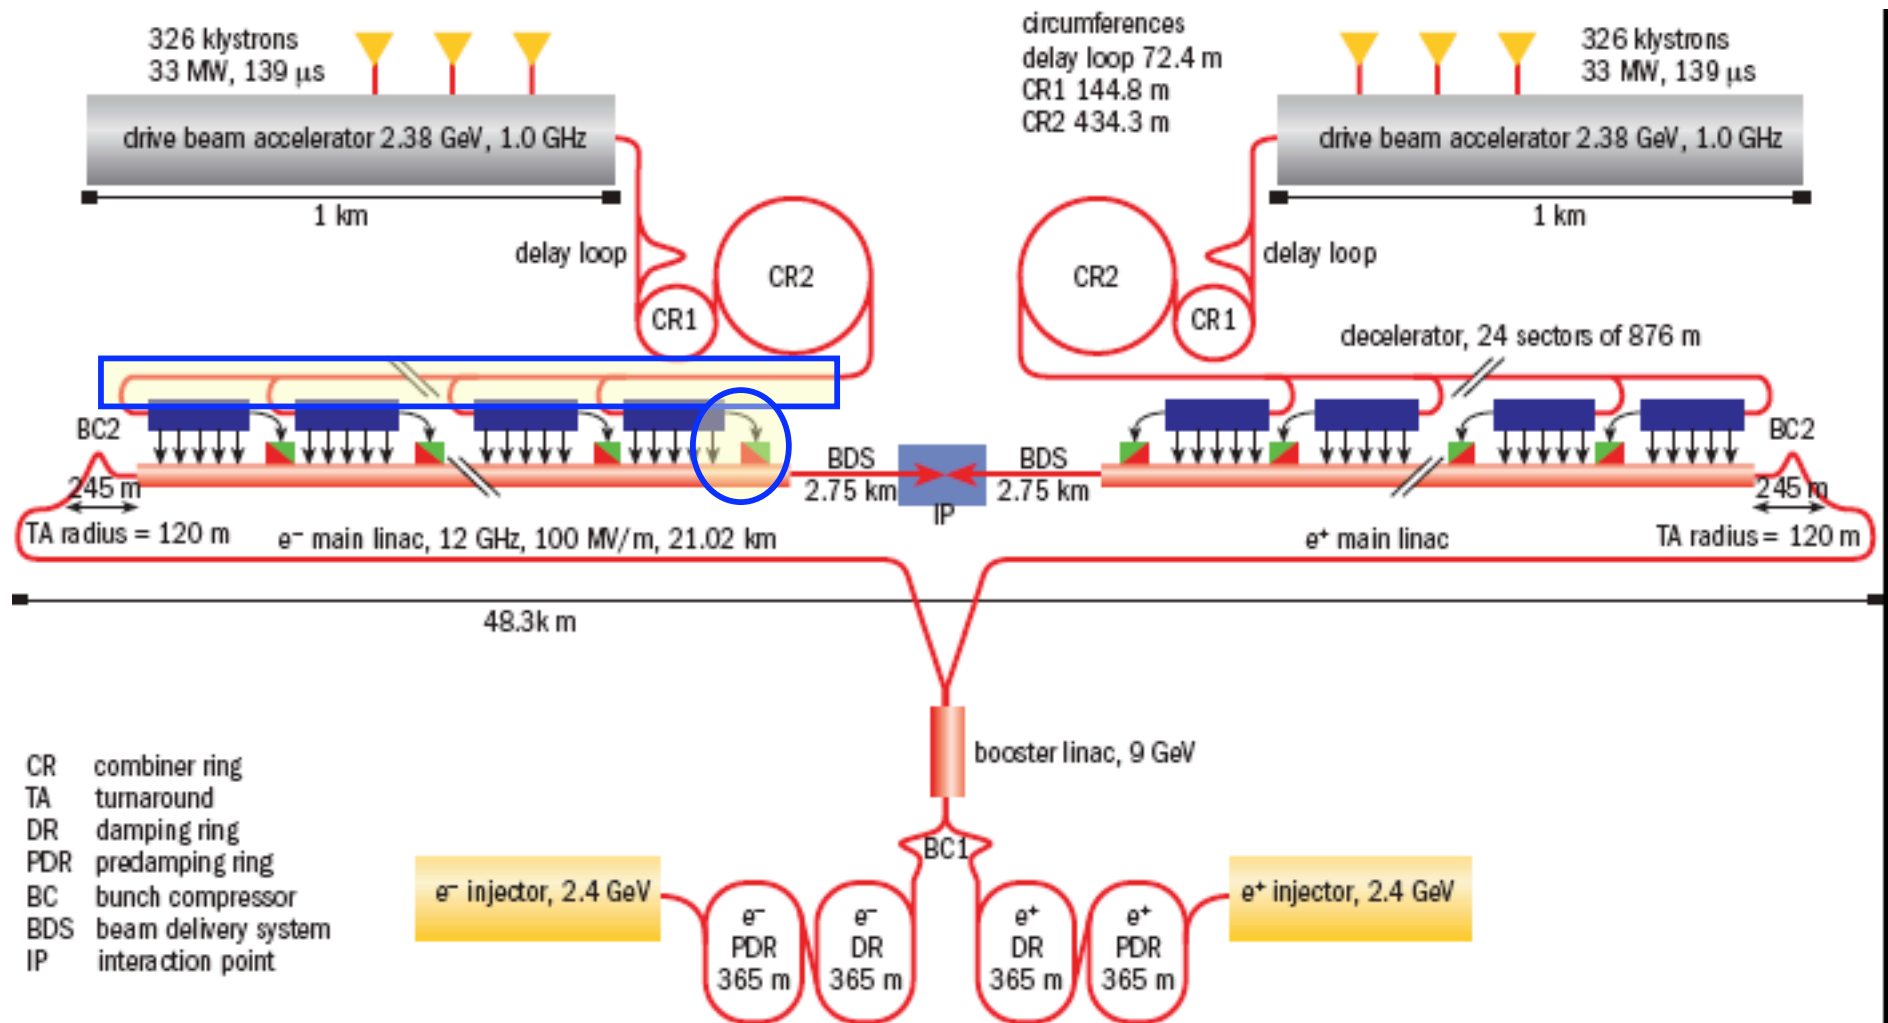 326 klystrons
33 MW, 139 μs
circumferences
delay loop 72.4 m
CR1 144.8 m
CR2 434.3 m
326 klystrons
33 MW, 139 μs
drive beam accelerator 2.38 GeV, 1.0 GHz
drive beam accelerator 2.38 GeV, 1.0 GHz
1 km
1 km
delay loop
CR2
CR1
CR2
CR1
delay loop
decelerator, 24 sectors of 876 m
BC2
BC2
245 m
BDS
2.75 km
IP
BDS
2.75 km
245 m
TA radius = 120 m
e⁻ main linac, 12 GHz, 100 MV/m, 21.02 km
e⁺ main linac
TA radius = 120 m
48.3k m
booster linac, 9 GeV
BC1
CR combiner ring
TA turnaround
DR damping ring
PDR predamping ring
BC bunch compressor
BDS beam delivery system
IP interaction point
e⁻ injector, 2.4 GeV
e⁻
PDR
365 m
e⁻
DR
365 m
e⁺
DR
365 m
e⁺
PDR
365 m
e⁺ injector, 2.4 GeV